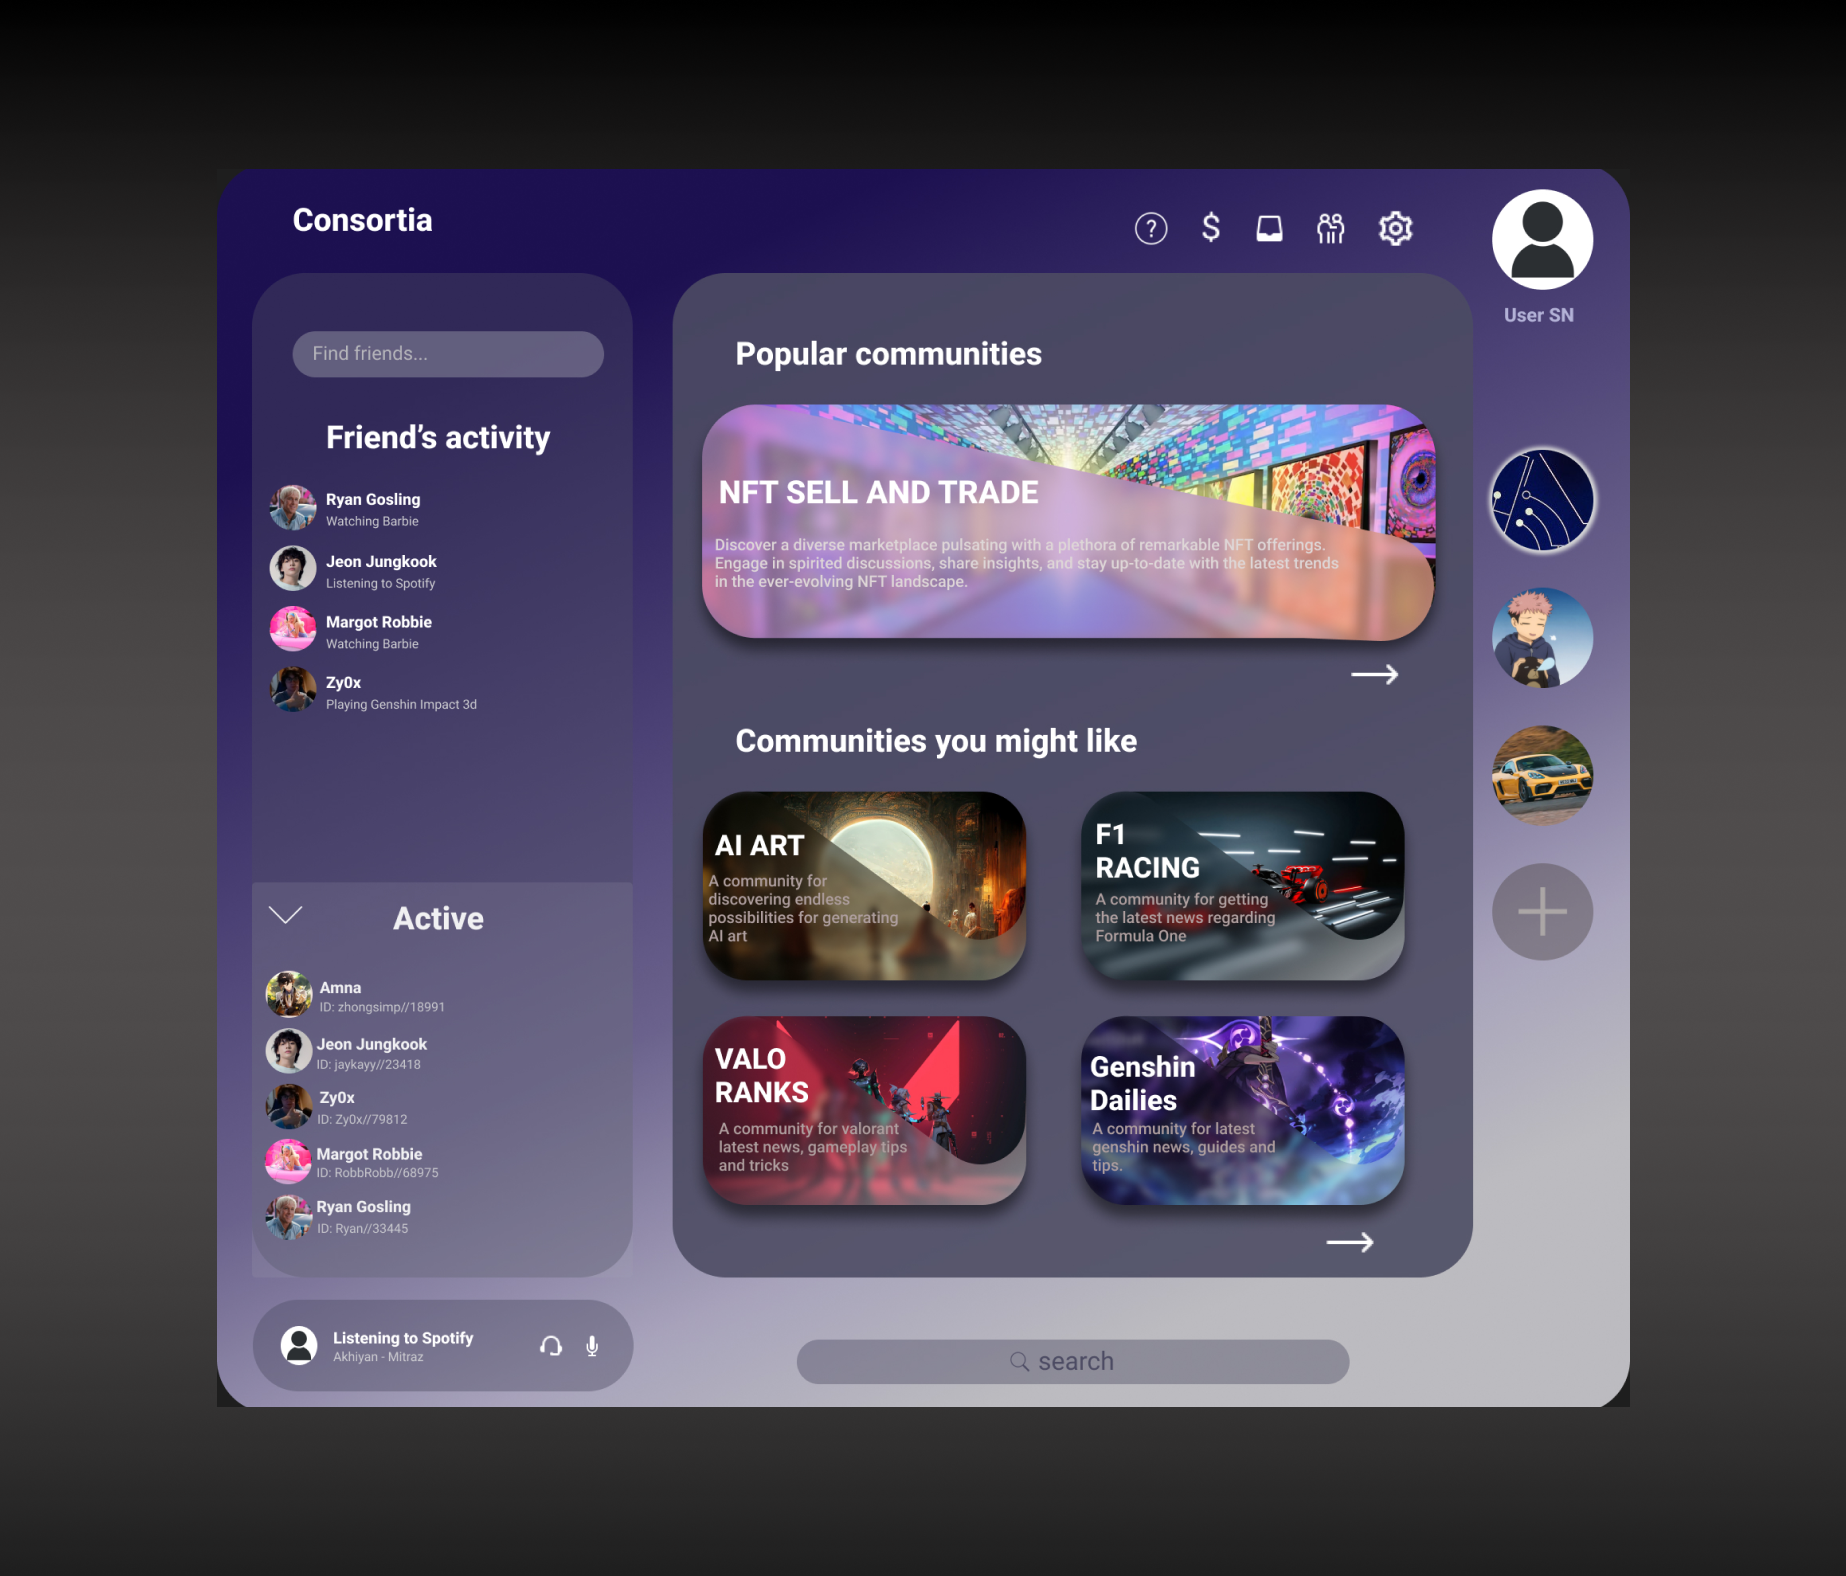 Consortia
?
$
User SN
Find friends...
Friend’s activity
Ryan Gosling
Watching Barbie
Jeon Jungkook
Listening to Spotify
Margot Robbie
Watching Barbie
Zy0x
Playing Genshin Impact 3d
Active
Amna
ID: zhongsimp//18991
Jeon Jungkook
ID: jaykayy//23418
Zy0x
ID: Zy0x//79812
Margot Robbie
ID: RobbRobb//68975
Ryan Gosling
ID: Ryan//33445
Listening to Spotify
Akhiyan - Mitraz
Popular communities
NFT SELL AND TRADE
Discover a diverse marketplace pulsating with a plethora of remarkable NFT offerings.
Engage in spirited discussions, share insights, and stay up-to-date with the latest trends
in the ever-evolving NFT landscape.
Communities you might like
AI ART
A community for
discovering endless
possibilities for generating
AI art
F1
RACING
A community for getting
the latest news regarding
Formula One
VALO
RANKS
A community for valorant
latest news, gameplay tips
and tricks
Genshin
Dailies
A community for latest
genshin news, guides and
tips.
search